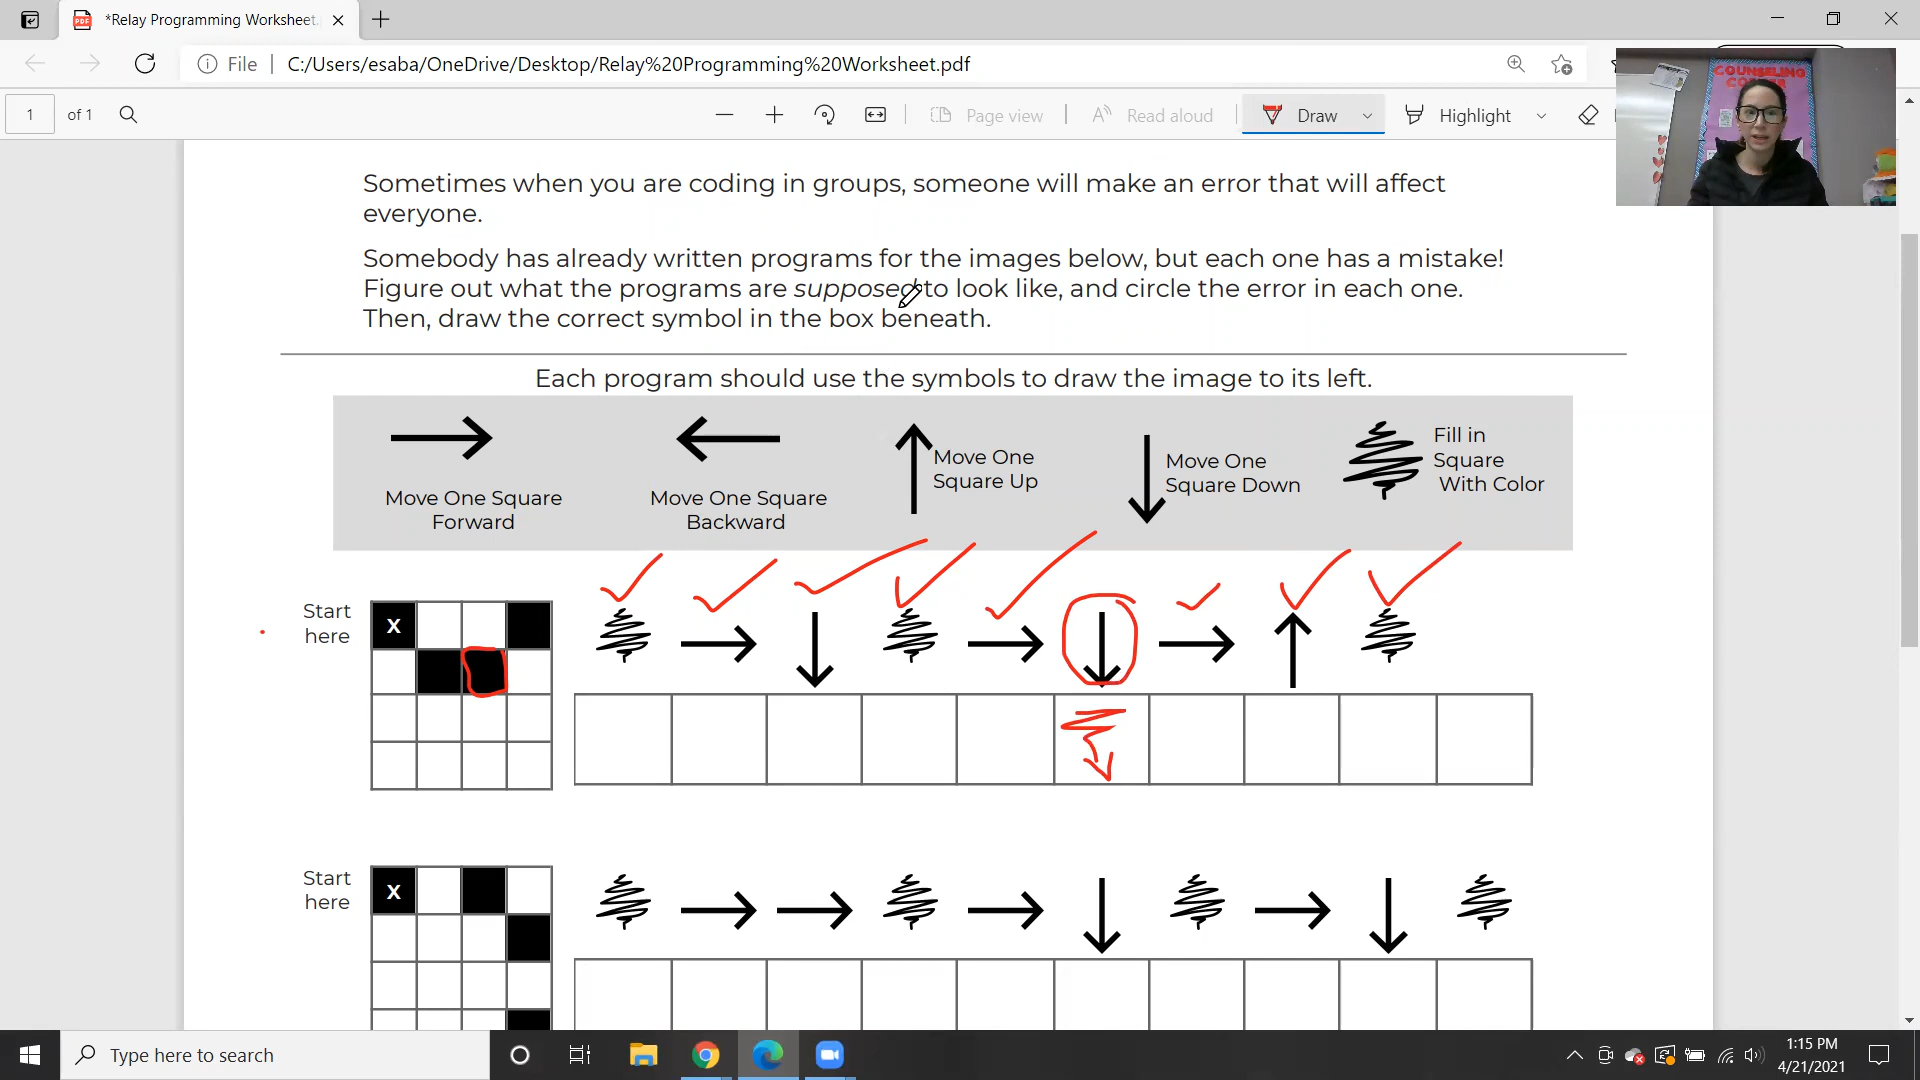 *Relay Programming Worksheet.
File
C:/Users/esaba/OneDrive/Desktop/Relay%20Programming%20Worksheet.pdf
1 of 1
Page view
Read aloud
Draw
Highlight
COUNSELING
CORNER
Sometimes when you are coding in groups, someone will make an error that will affect
everyone.
Somebody has already written programs for the images below, but each one has a mistake!
Figure out what the programs are supposed to look like, and circle the error in each one.
Then, draw the correct symbol in the box beneath.
Each program should use the symbols to draw the image to its left.
Move One Square
Forward
Move One Square
Backward
Move One
Square Up
Move One
Square Down
Fill in
Square
With Color
Start
here
X
Start
here
X
Type here to search
1:15 PM
4/21/2021